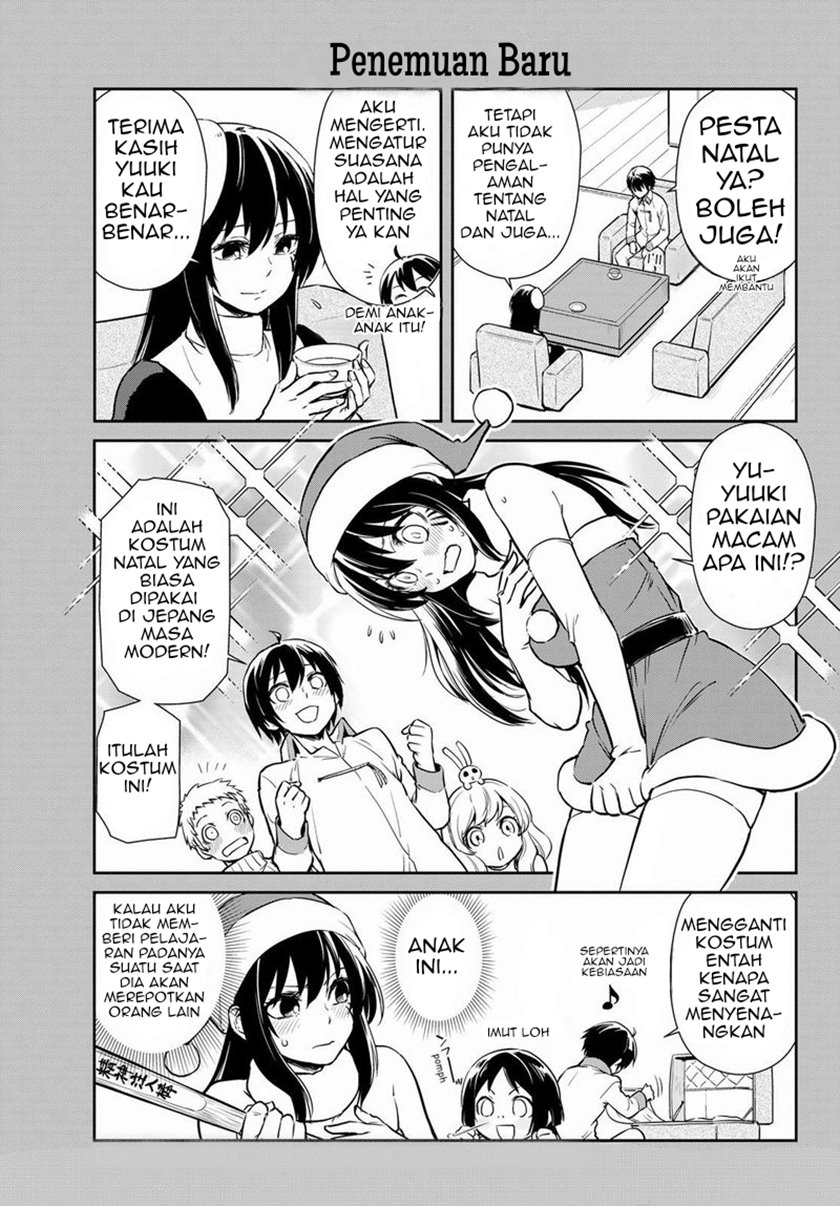 Penemuan Baru
PESTA
NATAL
YA?
BOLEH
JUGA!
AKU
AKAN
IKUT
MEMBANTU
TETAPI
AKU TIDAK
PUNYA
PENGAL-
AMAN
TENTANG
NATAL
DAN JUGA...
AKU
MENGERTI.
MENGATUR
SUASANA
ADALAH
HAL YANG
PENTING
YA KAN
DEMI ANAK-
ANAK ITU!
TERIMA
KASIH
YUUKI
KAU
BENAR-
BENAR...
YU-
YUUKI
PAKAIAN
MACAM
APA INI!?
INI
ADALAH
KOSTUM
NATAL YANG
BIASA
DIPAKAI
DI JEPANG
MASA
MODERN!
ITULAH
KOSTUM
INI!
MENGGANTI
KOSTUM
ENTAH
KENAPA
SANGAT
MENYENA-
NGKAN
SEPERTINYA
AKAN JADI
KEBIASAAN
IMUT LOH
pomph
ANAK
INI...
KALAU AKU
TIDAK MEM-
BERI PELAJA-
RAN PADANYA
SUATU SAAT
DIA AKAN
MEREPOTKAN
ORANG LAIN